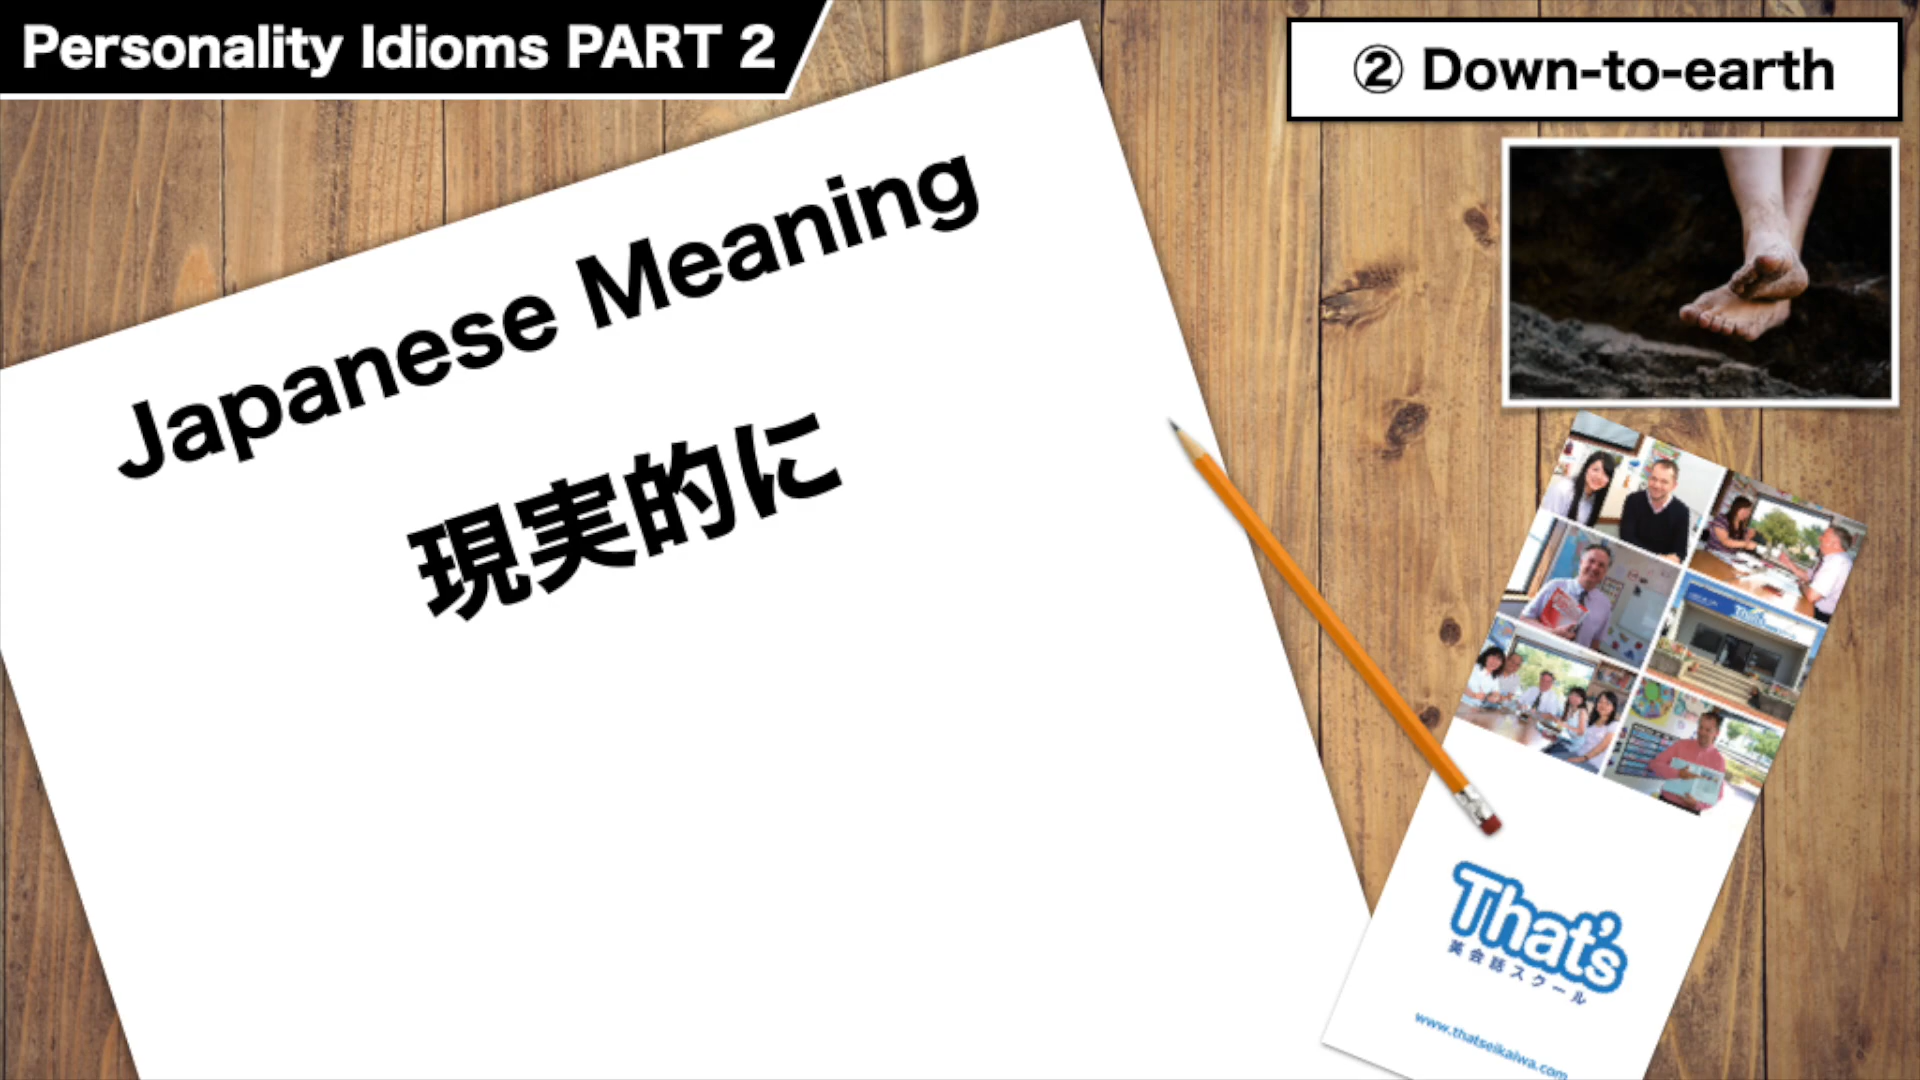 Personality Idioms PART 2
② Down-to-earth
Japanese Meaning
現実的に
That's
英会話スクール
www.thatseikaiwa.com